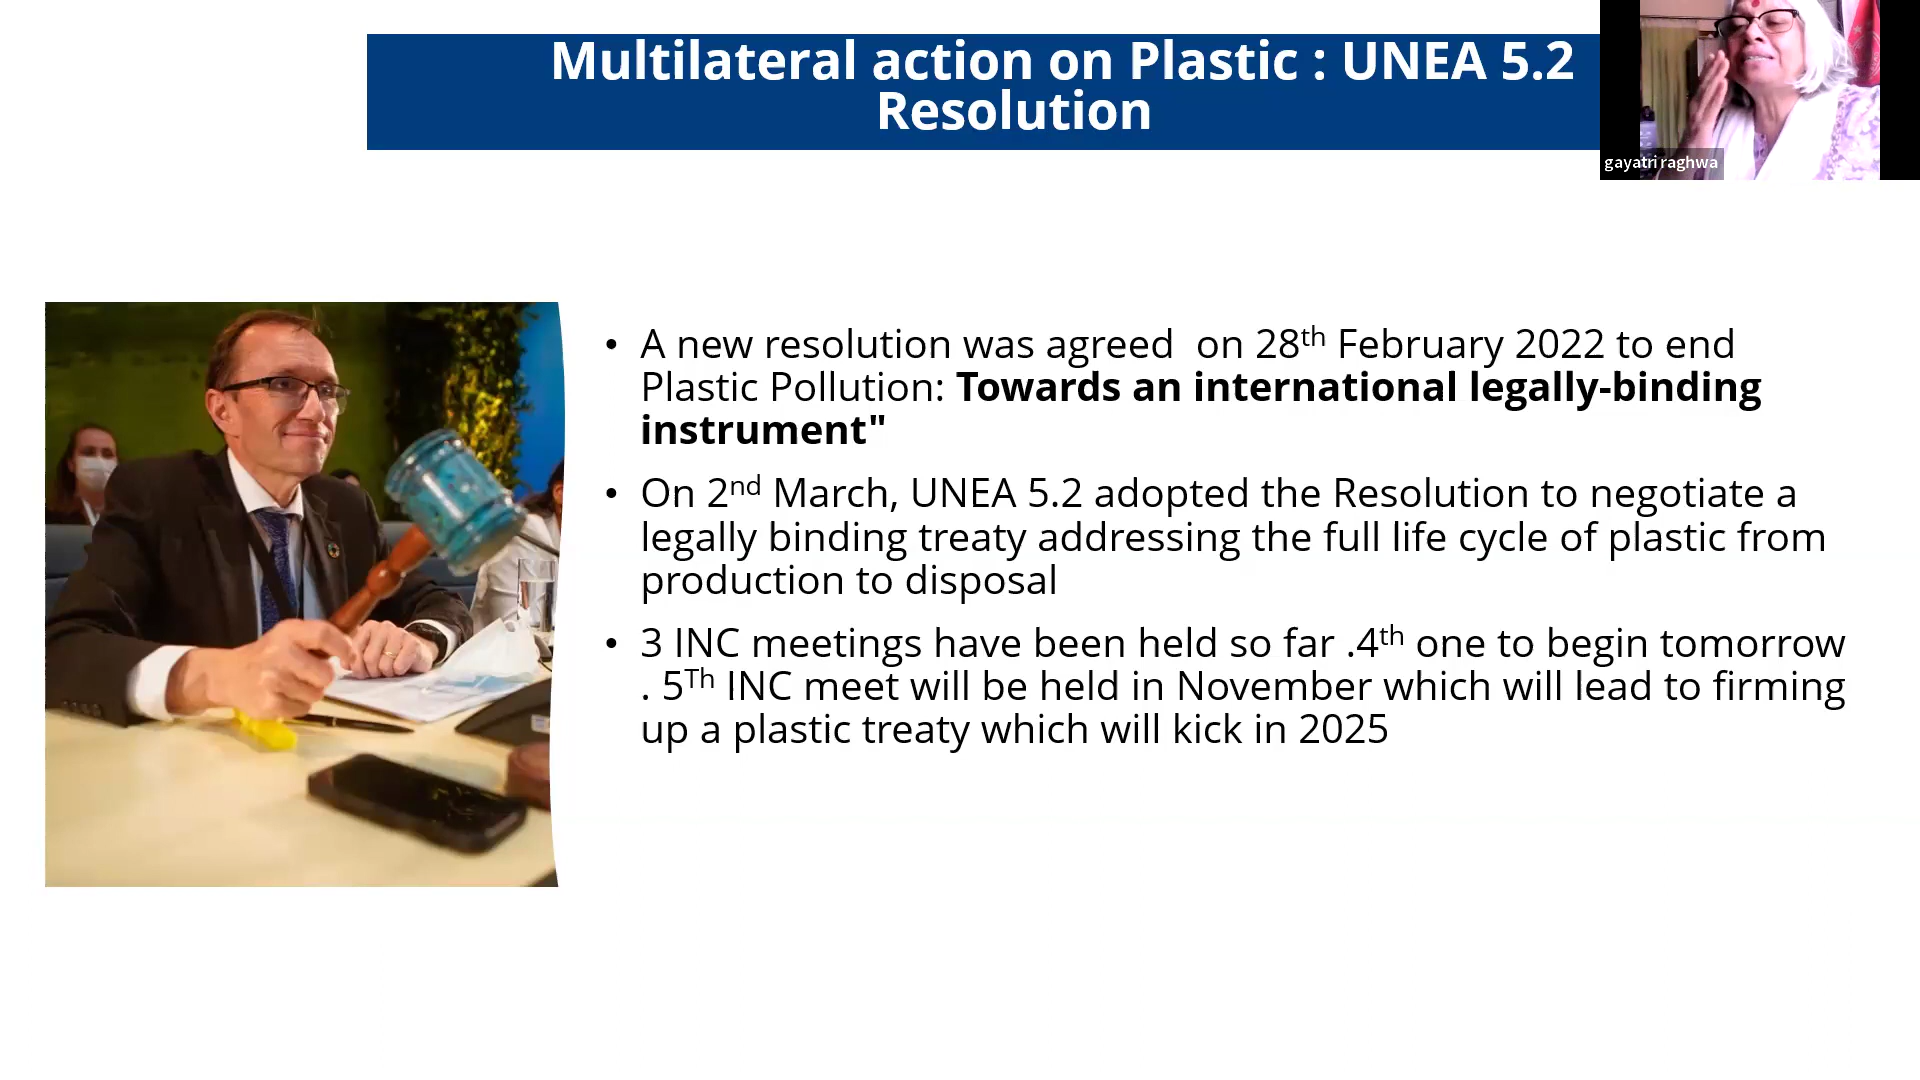 Multilateral action on Plastic : UNEA 5.2
Resolution
gayatri raghwa
• A new resolution was agreed  on 28th February 2022 to end
Plastic Pollution: Towards an international legally-binding
instrument"
• On 2nd March, UNEA 5.2 adopted the Resolution to negotiate a
legally binding treaty addressing the full life cycle of plastic from
production to disposal
• 3 INC meetings have been held so far .4th one to begin tomorrow
. 5Th INC meet will be held in November which will lead to firming
up a plastic treaty which will kick in 2025